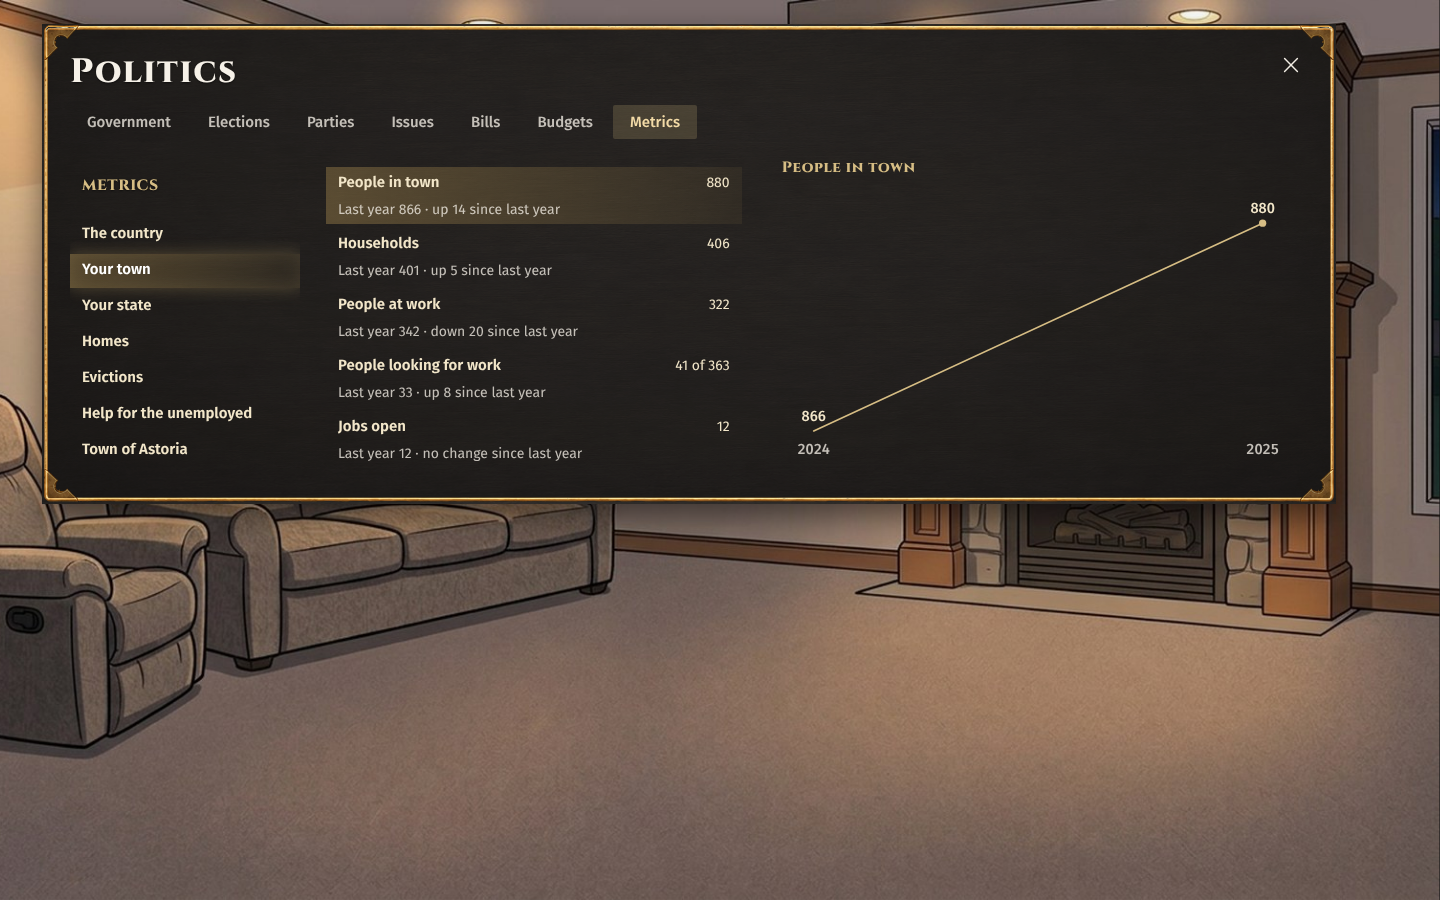 Politics
Government Elections Parties Issues Bills Budgets Metrics
Metrics
The country
Your town
Your state
Homes
Evictions
Help for the unemployed
Town of Astoria
People in town 880
Last year 866 · up 14 since last year
Households 406
Last year 401 · up 5 since last year
People at work 322
Last year 342 · down 20 since last year
People looking for work 41 of 363
Last year 33 · up 8 since last year
Jobs open 12
Last year 12 · no change since last year
People in town
880
866
2024 2025